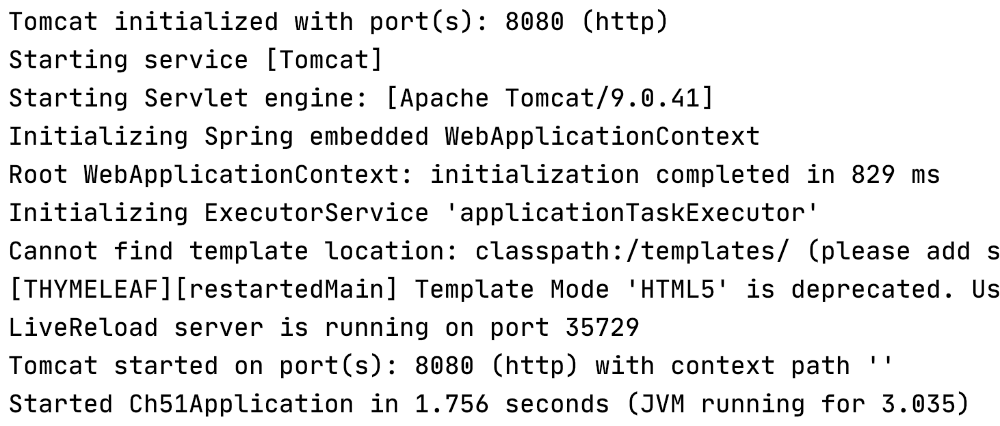 Tomcat initialized with port(s): 8080 (http)
Starting service [Tomcat]
Starting Servlet engine: [Apache Tomcat/9.0.41]
Initializing Spring embedded WebApplicationContext
Root WebApplicationContext: initialization completed in 829 ms
Initializing ExecutorService 'applicationTaskExecutor'
Cannot find template location: classpath:/templates/ (please add s
[THYMELEAF][restartedMain] Template Mode 'HTML5' is deprecated. Us
LiveReload server is running on port 35729
Tomcat started on port(s): 8080 (http) with context path ''
Started Ch51Application in 1.756 seconds (JVM running for 3.035)